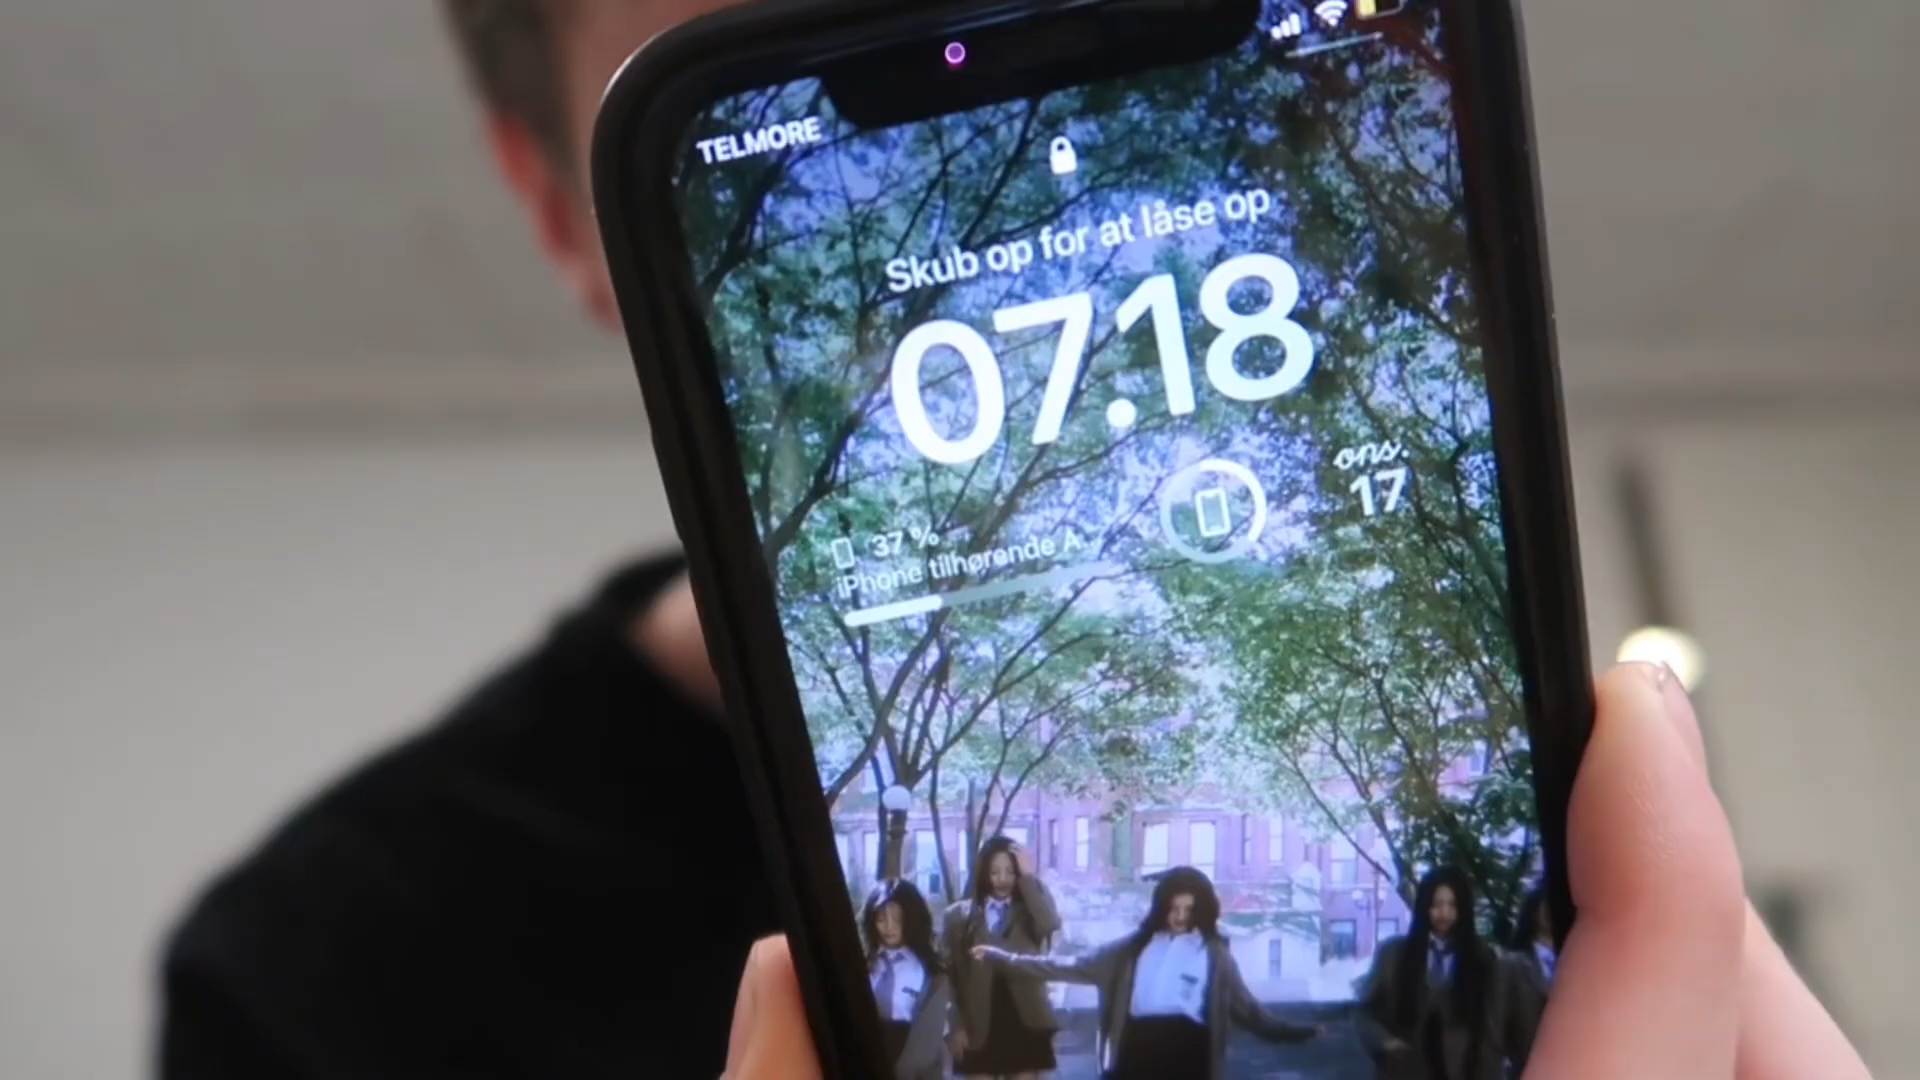 TELMORE
Skub op for at låse op
07.18
ons.
17
37 %
iPhone tilhørende A...